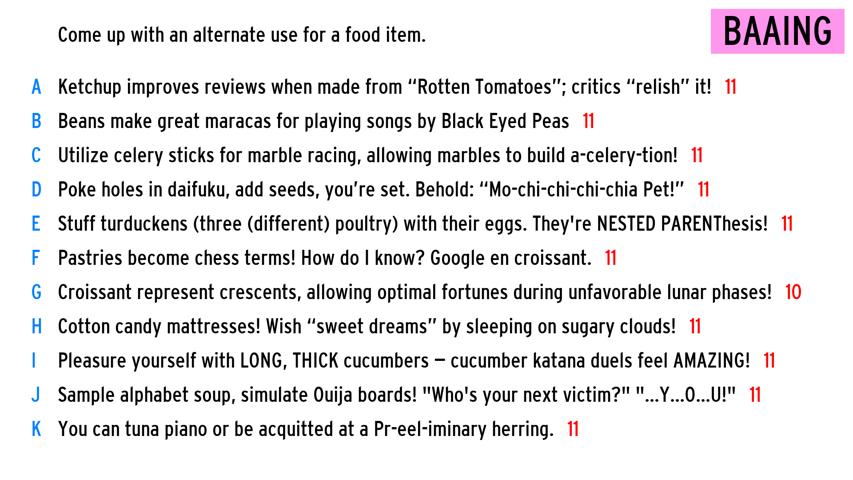 Come up with an alternate use for a food item.
BAAING
A Ketchup improves reviews when made from “Rotten Tomatoes”; critics “relish” it! 11
B Beans make great maracas for playing songs by Black Eyed Peas 11
C Utilize celery sticks for marble racing, allowing marbles to build a-celery-tion! 11
D Poke holes in daifuku, add seeds, you’re set. Behold: “Mo-chi-chi-chi-chia Pet!” 11
E Stuff turduckens (three (different) poultry) with their eggs. They're NESTED PARENThesis! 11
F Pastries become chess terms! How do I know? Google en croissant. 11
G Croissant represent crescents, allowing optimal fortunes during unfavorable lunar phases! 10
H Cotton candy mattresses! Wish “sweet dreams” by sleeping on sugary clouds! 11
I Pleasure yourself with LONG, THICK cucumbers – cucumber katana duels feel AMAZING! 11
J Sample alphabet soup, simulate Ouija boards! "Who's your next victim?" "...Y...O...U!" 11
K You can tuna piano or be acquitted at a Pr-eel-iminary herring. 11